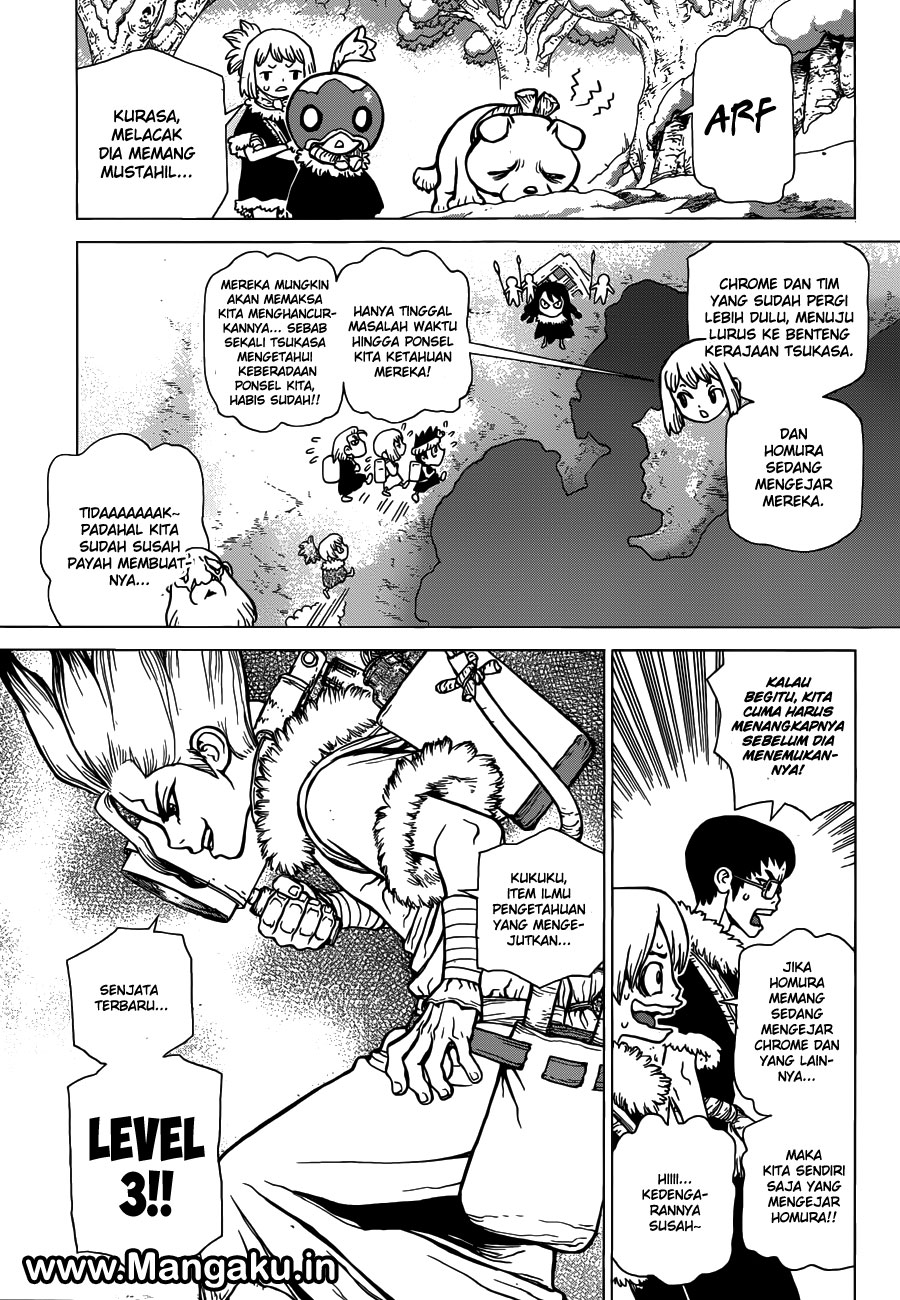 ARF
KURASA,
MELACAK
DIA MEMANG
MUSTAHIL...
CHROME DAN TIM
YANG SUDAH PERGI
LEBIH DULU, MENUJU
LURUS KE BENTENG
KERAJAAN TSUKASA.
DAN
HOMURA
SEDANG
MENGEJAR
MEREKA.
HANYA TINGGAL
MASALAH WAKTU
HINGGA PONSEL
KITA KETAHUAN
MEREKA!
MEREKA MUNGKIN
AKAN MEMAKSA
KITA MENGHANCUR-
KANNYA... SEBAB
SEKALI TSUKASA
MENGETAHUI
KEBERADAAN
PONSEL KITA,
HABIS SUDAH!!
TIDAAAAAAAK~
PADAHAL KITA
SUDAH SUSAH
PAYAH MEMBUAT-
NYA...
KALAU
BEGITU, KITA
CUMA HARUS
MENANGKAPNYA
SEBELUM DIA
MENEMUKAN-
NYA!
JIKA
HOMURA
MEMANG
SEDANG
MENGEJAR
CHROME DAN
YANG LAIN-
NYA...
MAKA
KITA SENDIRI
SAJA YANG
MENGEJAR
HOMURA!!
HIIII...
KEDENGA-
RANNYA
SUSAH~
KUKUKU,
ITEM ILMU
PENGETAHUAN
YANG MENGE-
JUTKAN...
SENJATA
TERBARU...
LEVEL
3!!
www.Mangaku.in